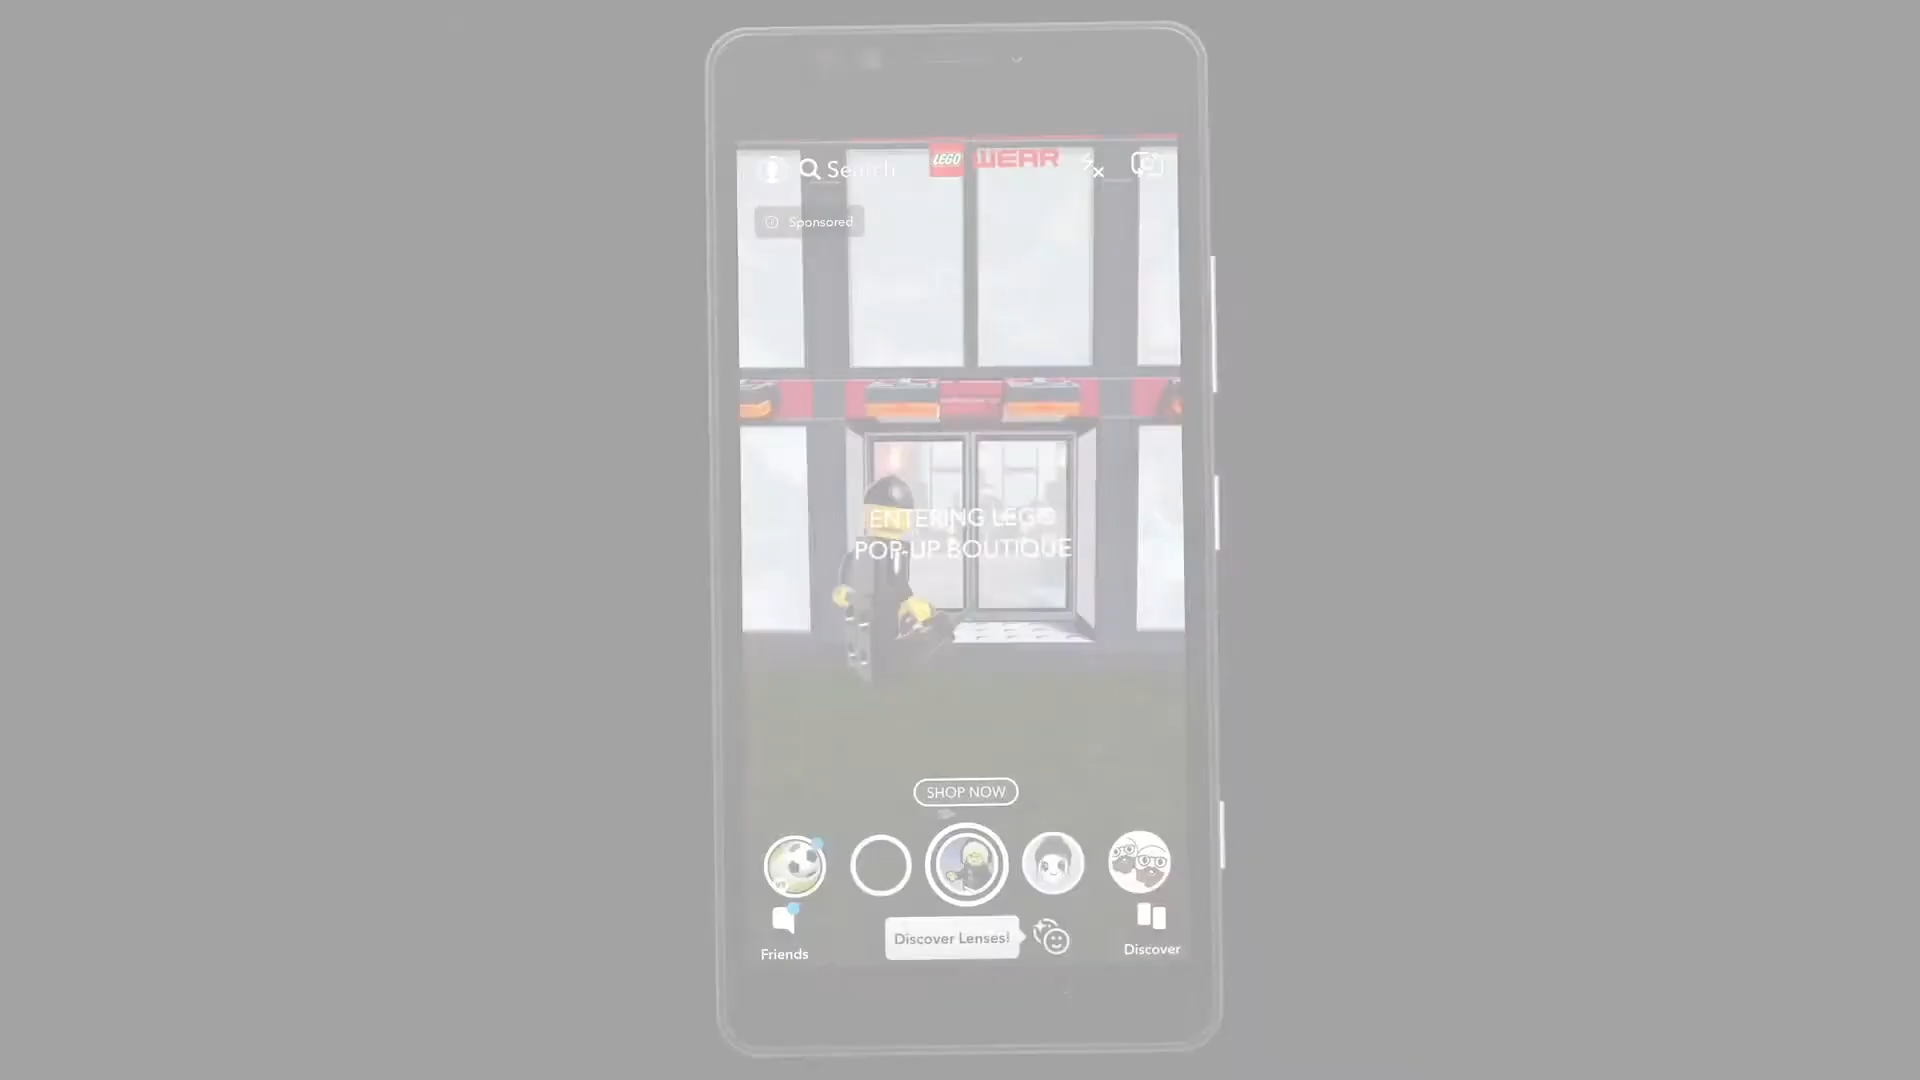 Search
LEGO WEAR
Sponsored
ENTERING LEGO
POP-UP BOUTIQUE
SHOP NOW
Discover Lenses!
Friends
Discover